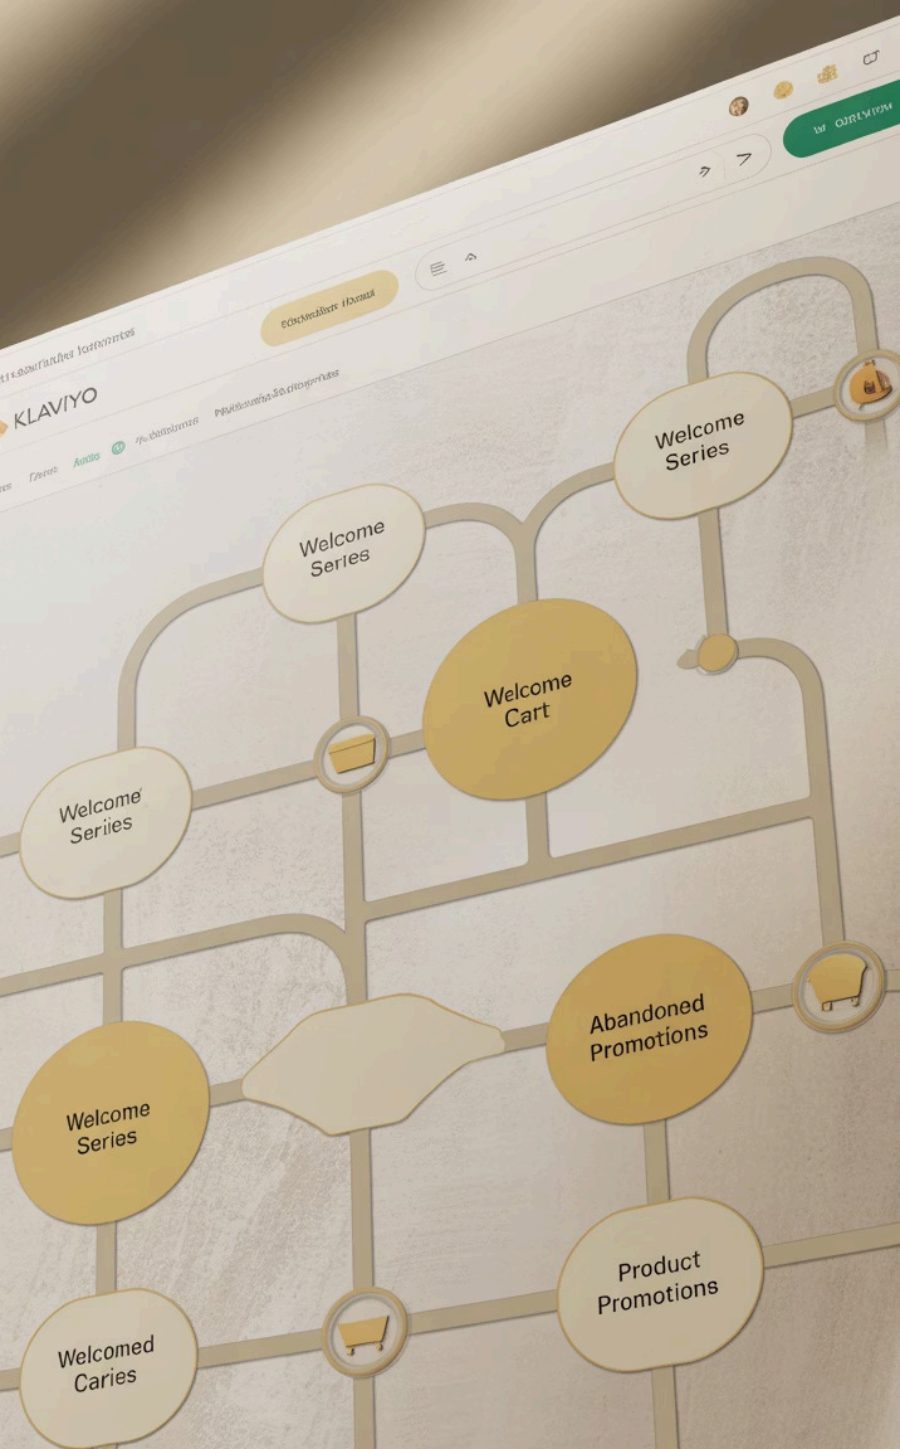 KLAVIYO
Welcome
Series
Welcome
Series
Welcome
Cart
Welcome
Seriies
Abandoned
Promotions
Welcome
Series
Product
Promotions
Welcomed
Caries